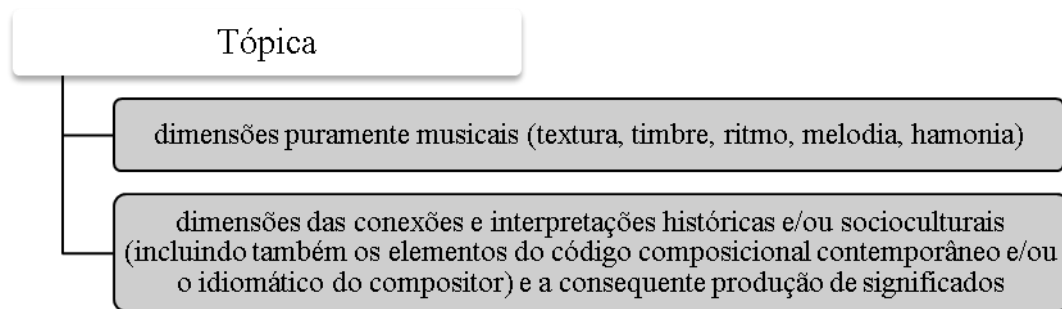 Tópica
dimensões puramente musicais (textura, timbre, ritmo, melodia, hamonia)
dimensões das conexões e interpretações históricas e/ou socioculturais
(incluindo também os elementos do código composicional contemporâneo e/ou
o idiomático do compositor) e a consequente produção de significados